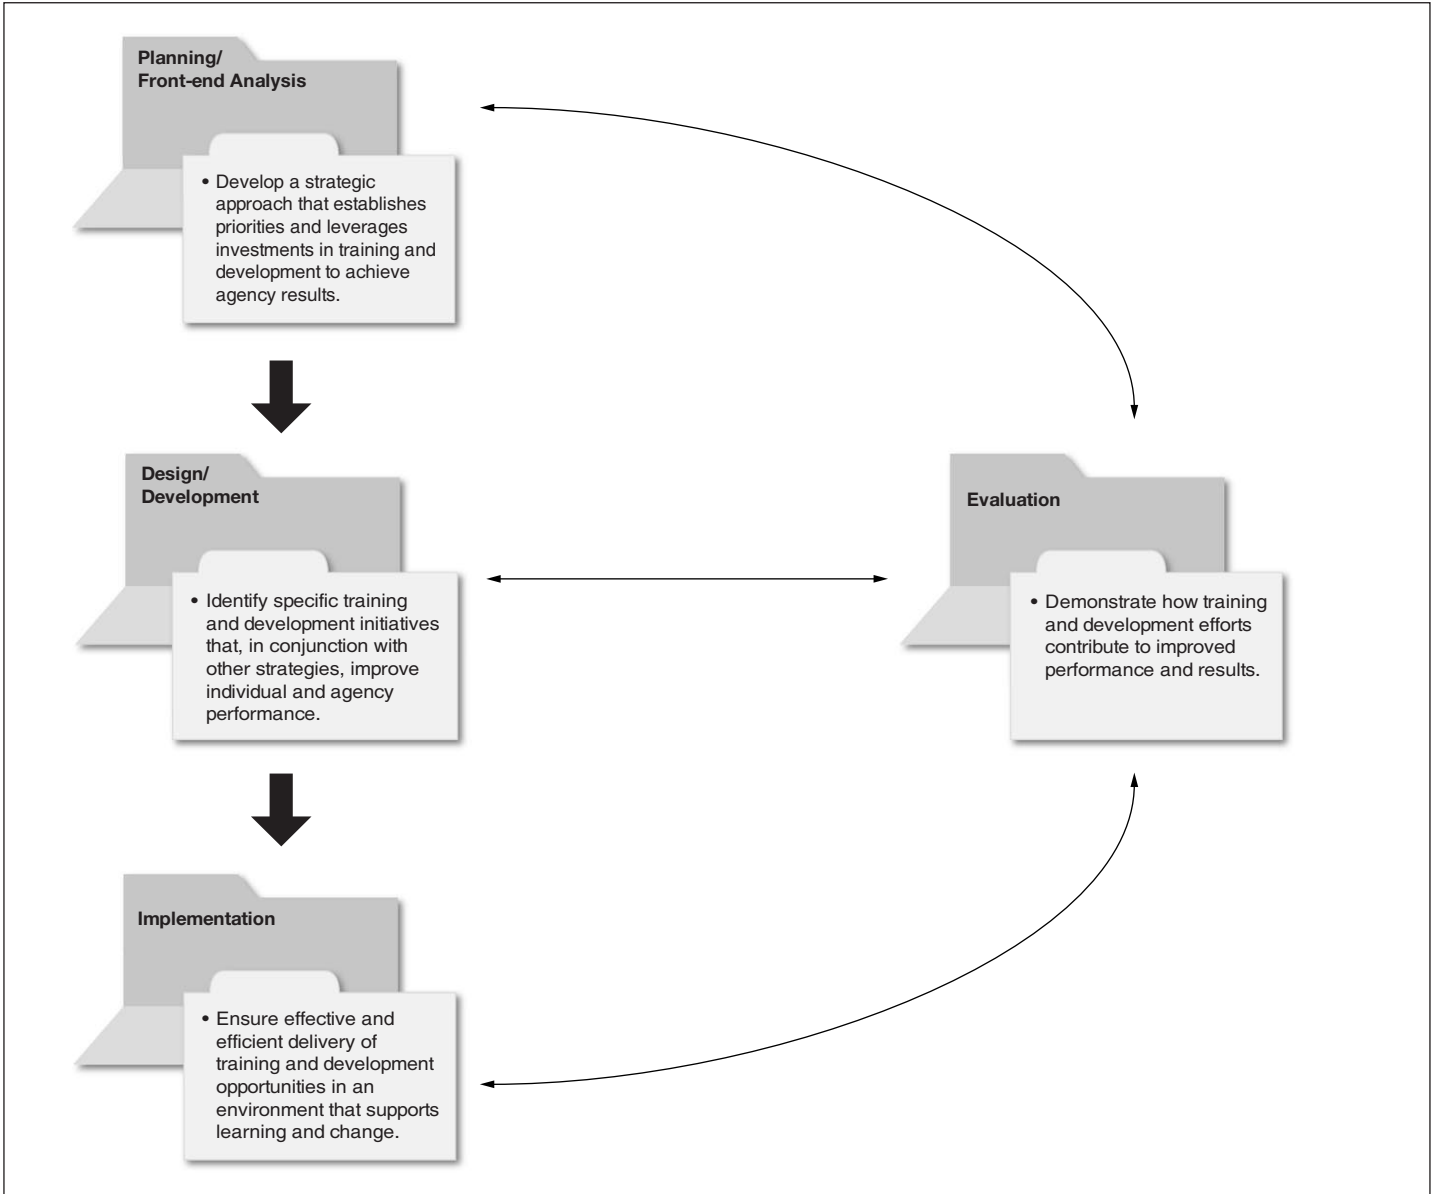 Planning/
Front-end Analysis
• Develop a strategic
approach that establishes
priorities and leverages
investments in training and
development to achieve
agency results.
Design/
Development
• Identify specific training
and development initiatives
that, in conjunction with
other strategies, improve
individual and agency
performance.
Evaluation
• Demonstrate how training
and development efforts
contribute to improved
performance and results.
Implementation
• Ensure effective and
efficient delivery of
training and development
opportunities in an
environment that supports
learning and change.